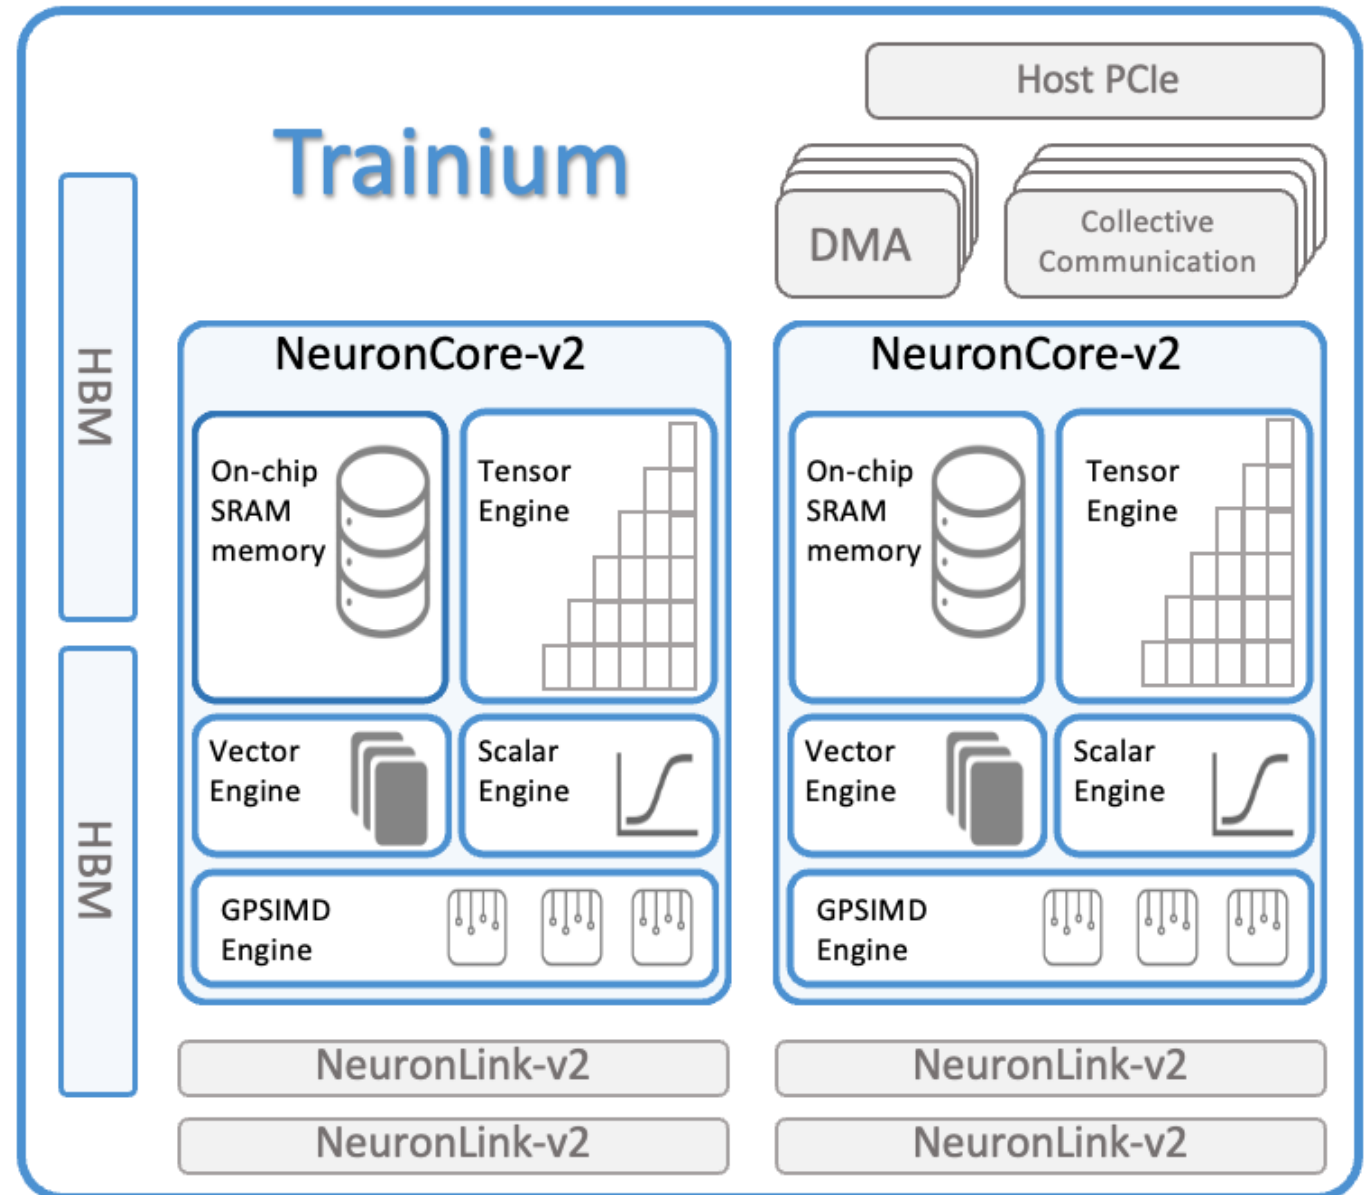 Host PCIe
Trainium
DMA
Collective
Communication
HBM
HBM
NeuronCore-v2
On-chip
SRAM
memory
Tensor
Engine
Vector
Engine
Scalar
Engine
GPSIMD
Engine
NeuronCore-v2
On-chip
SRAM
memory
Tensor
Engine
Vector
Engine
Scalar
Engine
GPSIMD
Engine
NeuronLink-v2
NeuronLink-v2
NeuronLink-v2
NeuronLink-v2